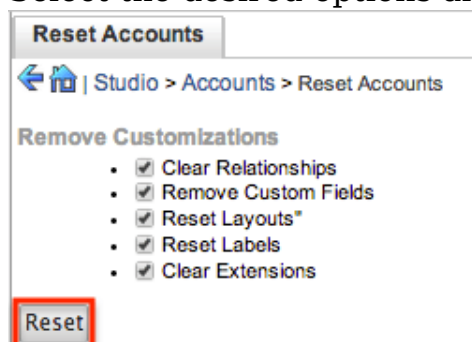 Select the desired options an
Reset Accounts
| Studio > Accounts > Reset Accounts
Remove Customizations
• Clear Relationships
• Remove Custom Fields
• Reset Layouts*
• Reset Labels
• Clear Extensions
Reset